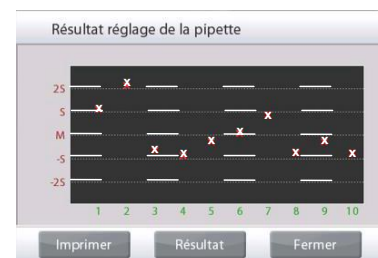 Résultat réglage de la pipette
2S
S
M
-S
-2S
x x x x x x x x x x
1 2 3 4 5 6 7 8 9 10
Imprimer Résultat Fermer